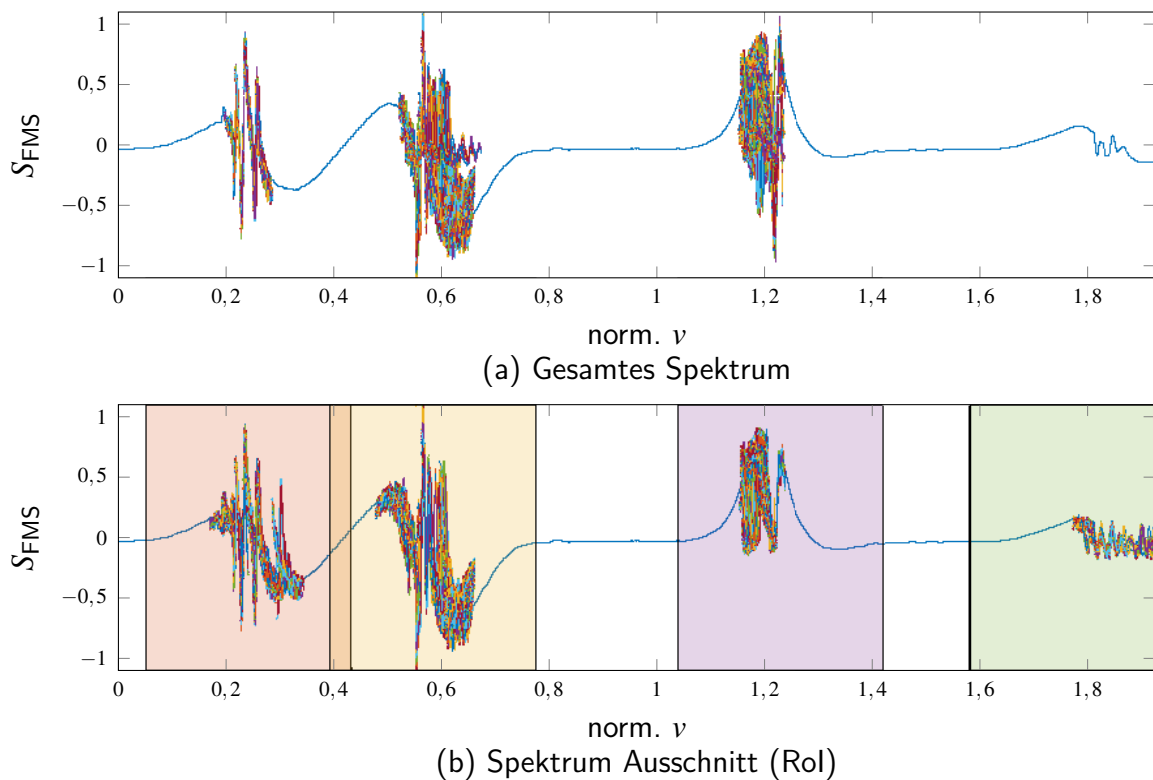 1
0,5
0
−0,5
−1
S_FMS
0 0,2 0,4 0,6 0,8 1 1,2 1,4 1,6 1,8
norm. ν
(a) Gesamtes Spektrum
1
0,5
0
−0,5
−1
S_FMS
0 0,2 0,4 0,6 0,8 1 1,2 1,4 1,6 1,8
norm. ν
(b) Spektrum Ausschnitt (RoI)